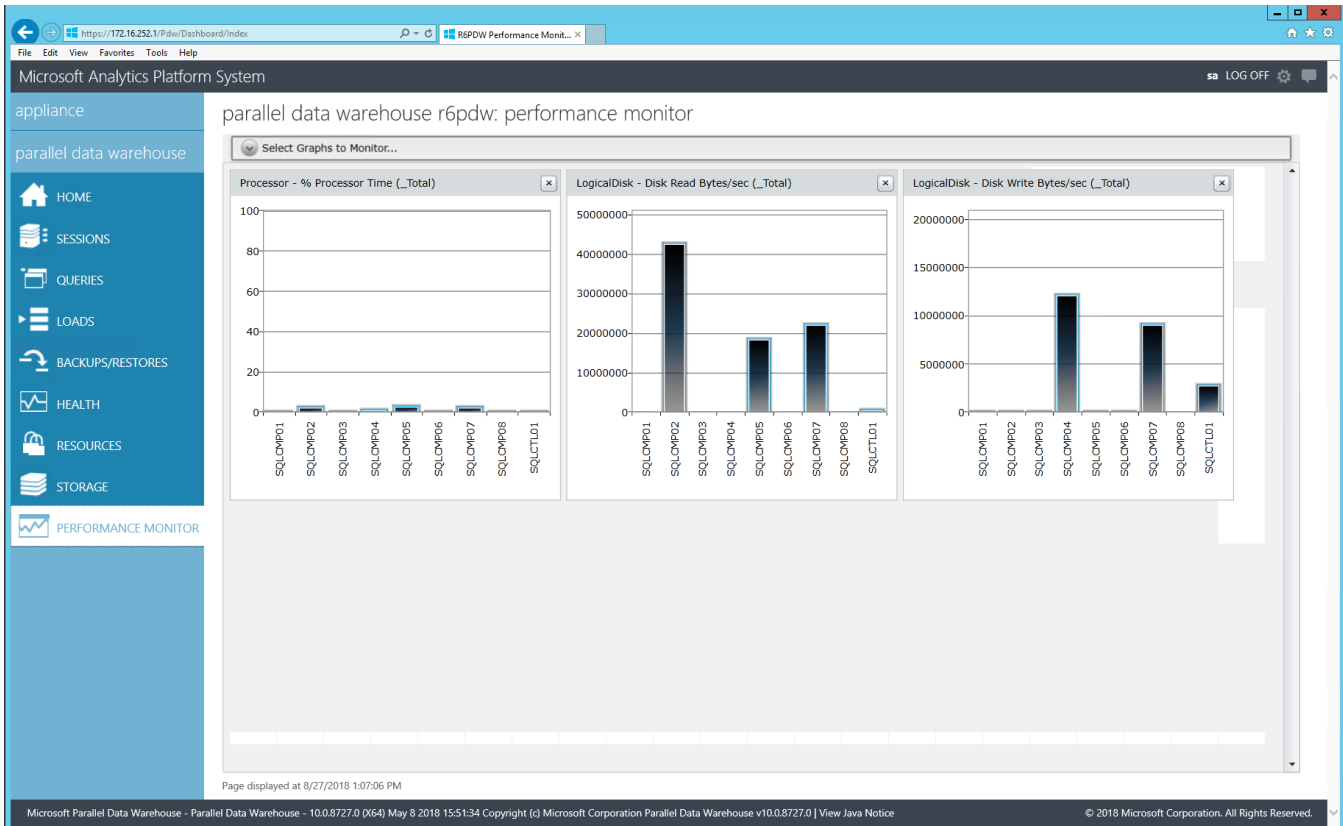 https://172.16.252.1/Pdw/Dashboard/Index
R6PDW Performance Monit...
File Edit View Favorites Tools Help
Microsoft Analytics Platform System
sa LOG OFF
appliance
parallel data warehouse
HOME
SESSIONS
QUERIES
LOADS
BACKUPS/RESTORES
HEALTH
RESOURCES
STORAGE
PERFORMANCE MONITOR
parallel data warehouse r6pdw: performance monitor
Select Graphs to Monitor...
Processor - % Processor Time (_Total)
100
80
60
40
20
0
SQLCMP01
SQLCMP02
SQLCMP03
SQLCMP04
SQLCMP05
SQLCMP06
SQLCMP07
SQLCMP08
SQLCTL01
LogicalDisk - Disk Read Bytes/sec (_Total)
50000000
40000000
30000000
20000000
10000000
0
SQLCMP01
SQLCMP02
SQLCMP03
SQLCMP04
SQLCMP05
SQLCMP06
SQLCMP07
SQLCMP08
SQLCTL01
LogicalDisk - Disk Write Bytes/sec (_Total)
20000000
15000000
10000000
5000000
0
SQLCMP01
SQLCMP02
SQLCMP03
SQLCMP04
SQLCMP05
SQLCMP06
SQLCMP07
SQLCMP08
SQLCTL01
Page displayed at 8/27/2018 1:07:06 PM
Microsoft Parallel Data Warehouse - Parallel Data Warehouse - 10.0.8727.0 (X64) May 8 2018 15:51:34 Copyright (c) Microsoft Corporation Parallel Data Warehouse v10.0.8727.0 | View Java Notice
© 2018 Microsoft Corporation. All Rights Reserved.